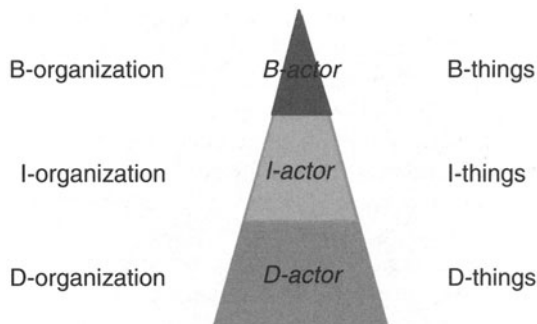 B-organization B-actor B-things
I-organization I-actor I-things
D-organization D-actor D-things